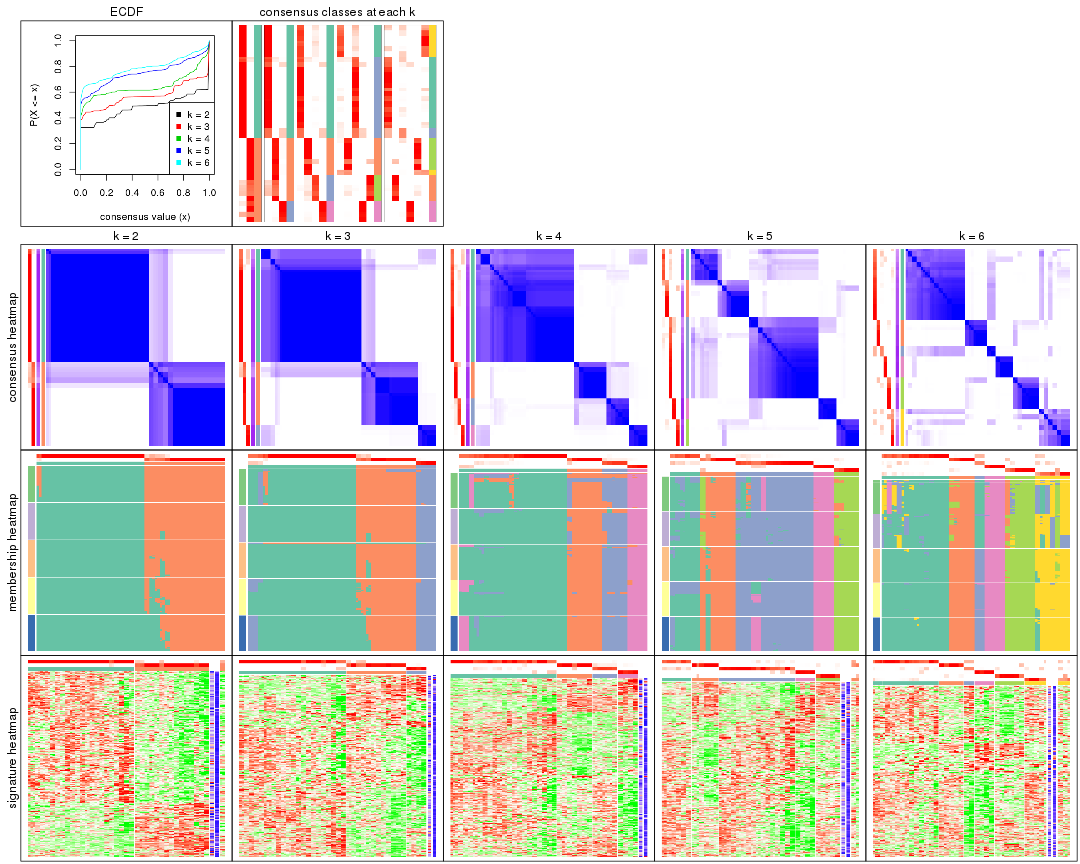 ECDF
consensus classes at each k
P(X <= x)
0.0 0.2 0.4 0.6 0.8 1.0
k = 2
k = 3
k = 4
k = 5
k = 6
0.0 0.2 0.4 0.6 0.8 1.0
consensus value (x)
k = 2 k = 3 k = 4 k = 5 k = 6
consensus heatmap
membership heatmap
signature heatmap